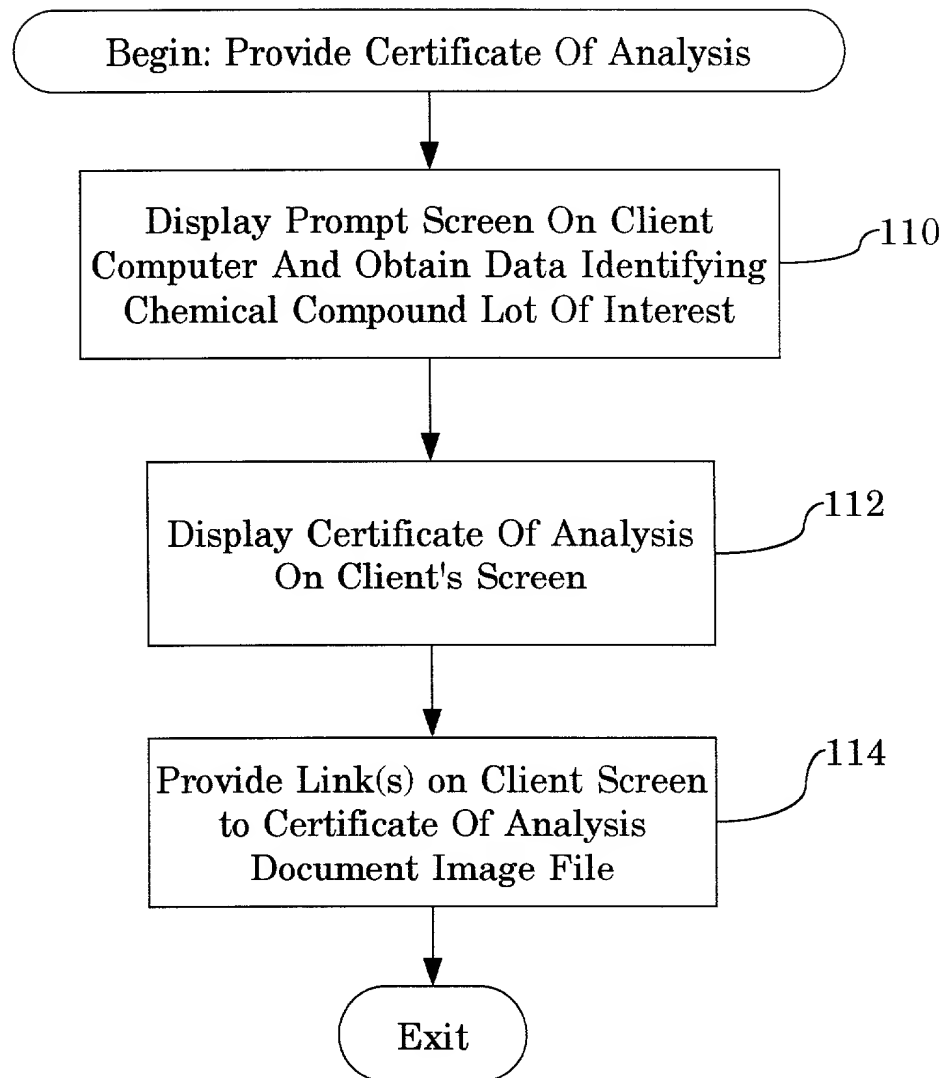 Begin: Provide Certificate Of Analysis
Display Prompt Screen On Client
Computer And Obtain Data Identifying
Chemical Compound Lot Of Interest
110
Display Certificate Of Analysis
On Client's Screen
112
Provide Link(s) on Client Screen
to Certificate Of Analysis
Document Image File
114
Exit